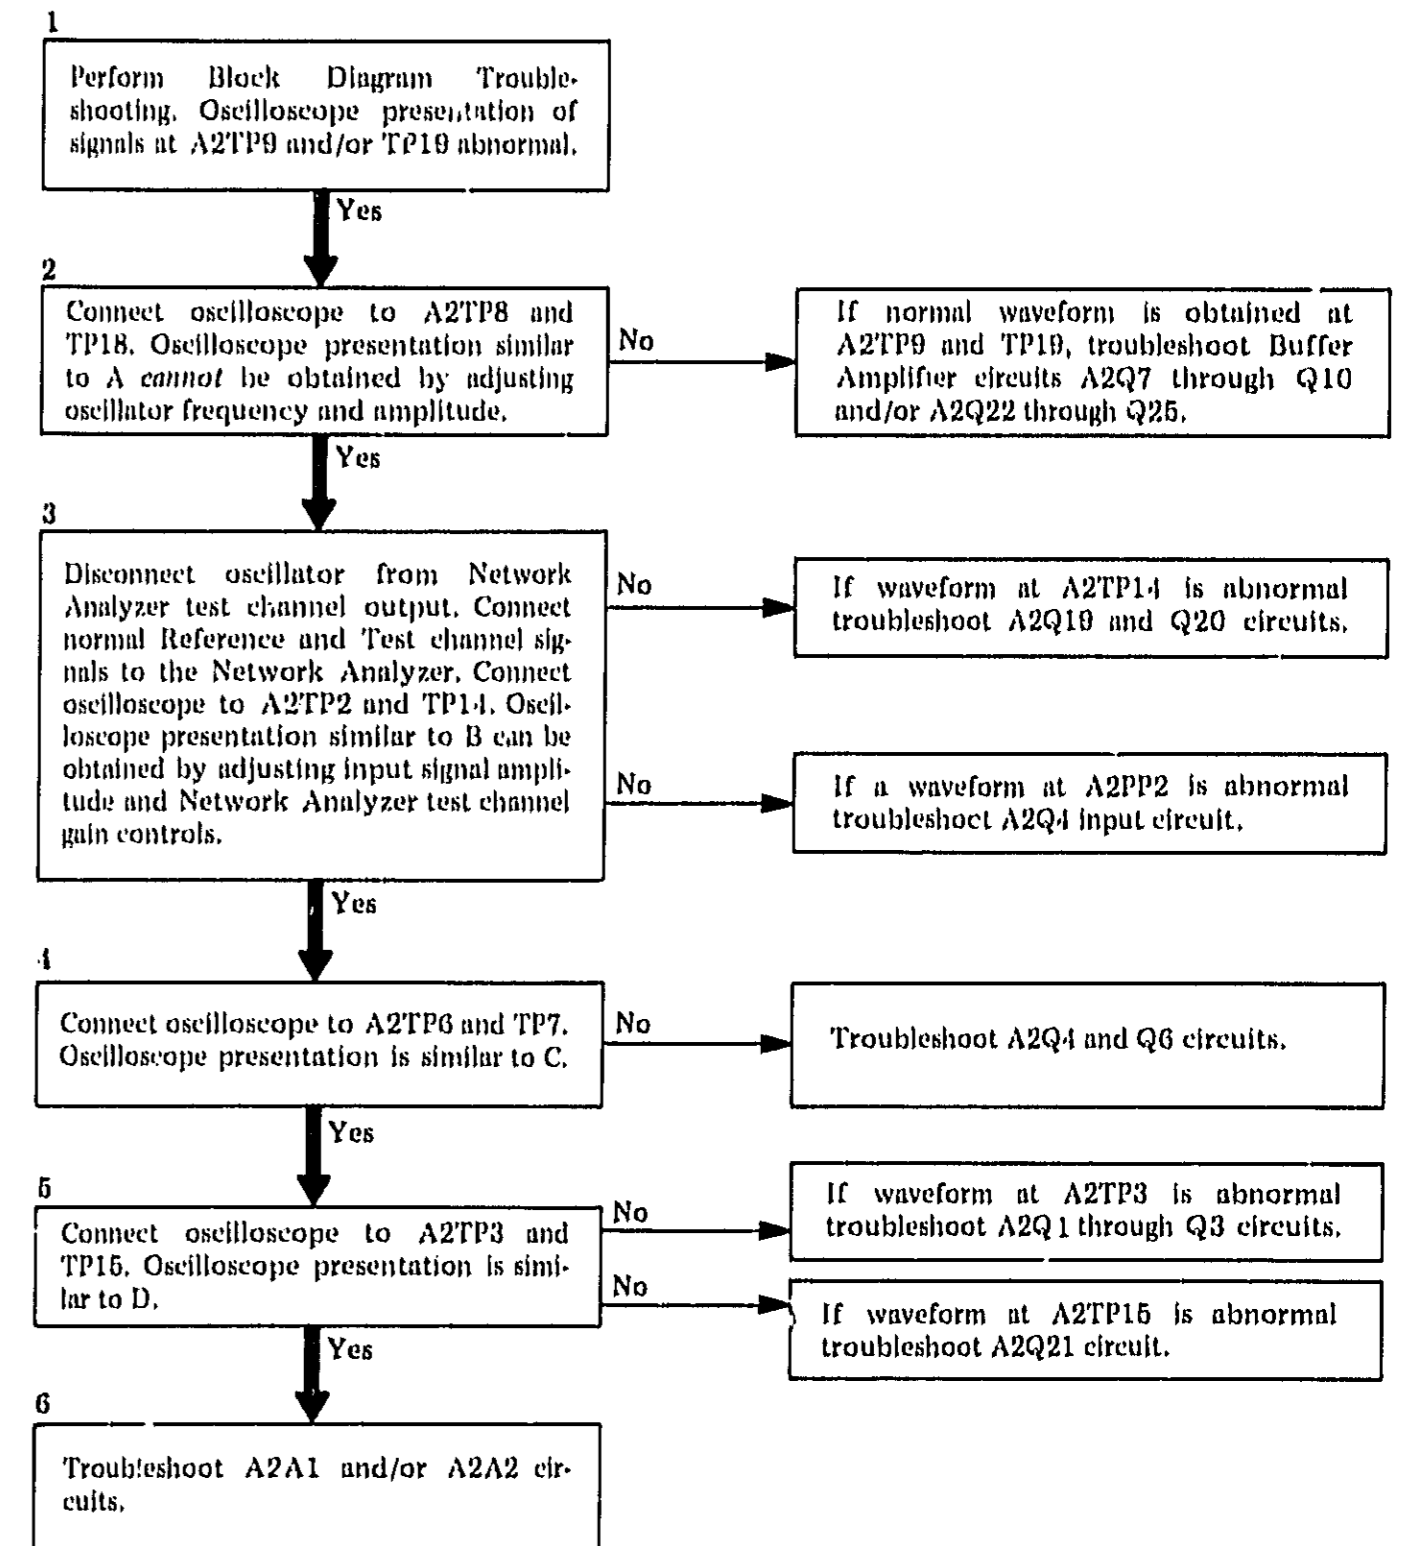 1
Perform Block Diagram Trouble-
shooting. Oscilloscope presentation of
signals at A2TP9 and/or TP19 abnormal.
Yes
2
Connect oscilloscope to A2TP8 and
TP18. Oscilloscope presentation similar
to A cannot be obtained by adjusting
oscillator frequency and amplitude.
No
If normal waveform is obtained at
A2TP9 and TP19, troubleshoot Buffer
Amplifier circuits A2Q7 through Q10
and/or A2Q22 through Q25.
Yes
3
Disconnect oscillator from Network
Analyzer test channel output. Connect
normal Reference and Test channel sig-
nals to the Network Analyzer. Connect
oscilloscope to A2TP2 and TP14. Oscil-
loscope presentation similar to B can be
obtained by adjusting input signal ampli-
tude and Network Analyzer test channel
gain controls.
No
If waveform at A2TP14 is abnormal
troubleshoot A2Q19 and Q20 circuits.
No
If a waveform at A2PP2 is abnormal
troubleshoot A2Q4 input circuit.
Yes
4
Connect oscilloscope to A2TP6 and TP7.
Oscilloscope presentation is similar to C.
No
Troubleshoot A2Q4 and Q6 circuits.
Yes
5
Connect oscilloscope to A2TP3 and
TP15. Oscilloscope presentation is simi-
lar to D.
No
If waveform at A2TP3 is abnormal
troubleshoot A2Q1 through Q3 circuits.
No
If waveform at A2TP15 is abnormal
troubleshoot A2Q21 circuit.
Yes
6
Troubleshoot A2A1 and/or A2A2 cir-
cuits.